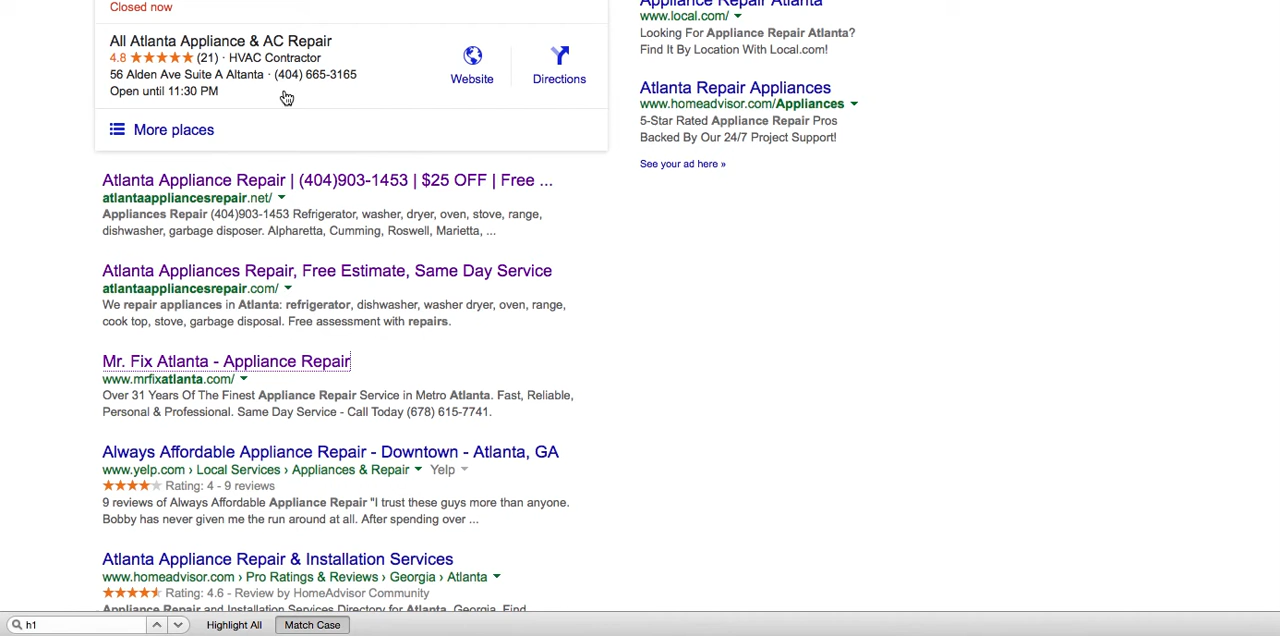 Closed now
All Atlanta Appliance & AC Repair
4.8 (21) · HVAC Contractor
56 Alden Ave Suite A Altanta · (404) 665-3165
Open until 11:30 PM
Website
Directions
More places
Atlanta Appliance Repair | (404)903-1453 | $25 OFF | Free ...
atlantaappliancesrepair.net/
Appliances Repair (404)903-1453 Refrigerator, washer, dryer, oven, stove, range,
dishwasher, garbage disposer. Alpharetta, Cumming, Roswell, Marietta, ...
Atlanta Appliances Repair, Free Estimate, Same Day Service
atlantaappliancesrepair.com/
We repair appliances in Atlanta: refrigerator, dishwasher, washer dryer, oven, range,
cook top, stove, garbage disposal. Free assessment with repairs.
Mr. Fix Atlanta - Appliance Repair
www.mrfixatlanta.com/
Over 31 Years Of The Finest Appliance Repair Service in Metro Atlanta. Fast, Reliable,
Personal & Professional. Same Day Service - Call Today (678) 615-7741.
Always Affordable Appliance Repair - Downtown - Atlanta, GA
www.yelp.com › Local Services › Appliances & Repair Yelp
Rating: 4 - 9 reviews
9 reviews of Always Affordable Appliance Repair "I trust these guys more than anyone.
Bobby has never given me the run around at all. After spending over ...
Atlanta Appliance Repair & Installation Services
www.homeadvisor.com › Pro Ratings & Reviews › Georgia › Atlanta
Rating: 4.6 - Review by HomeAdvisor Community
Appliance Repair and Installation Services Directory for Atlanta, Georgia. Find
Appliance Repair Atlanta
www.local.com/
Looking For Appliance Repair Atlanta?
Find It By Location With Local.com!
Atlanta Repair Appliances
www.homeadvisor.com/Appliances
5-Star Rated Appliance Repair Pros
Backed By Our 24/7 Project Support!
See your ad here »
h1
Highlight All
Match Case